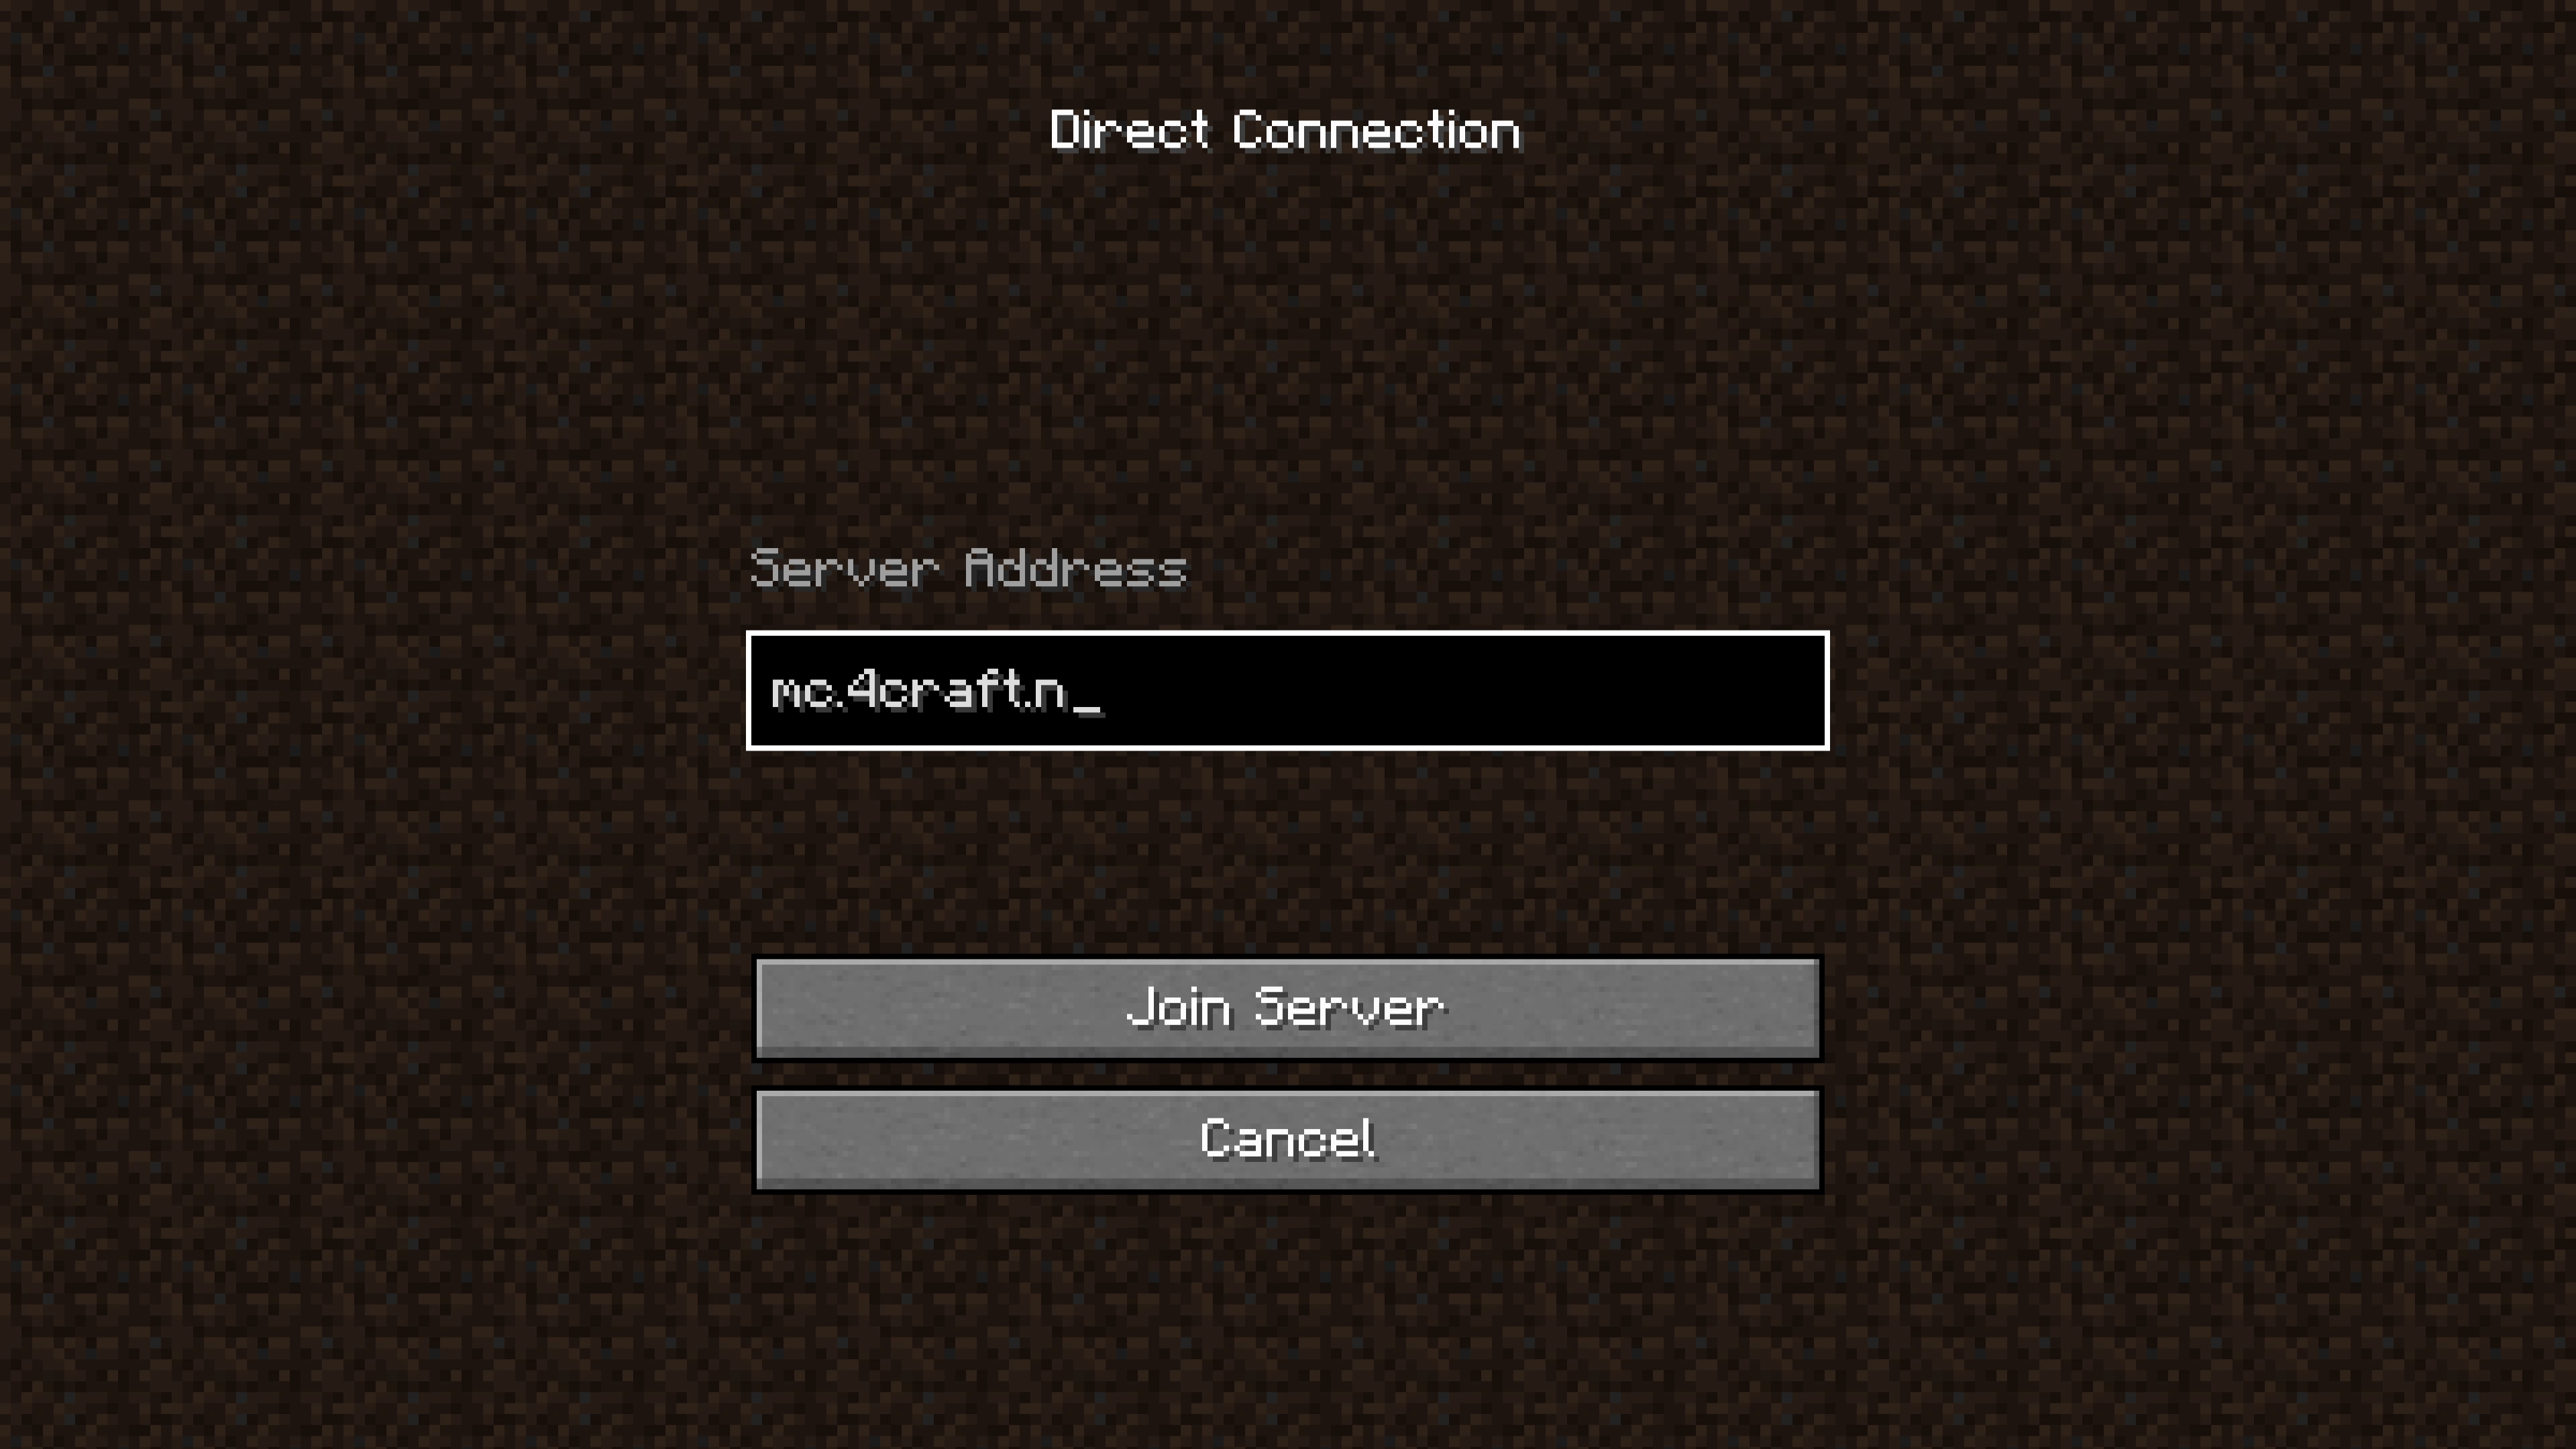 Direct Connection
Server Address
mc.4craft.n_
Join Server
Cancel